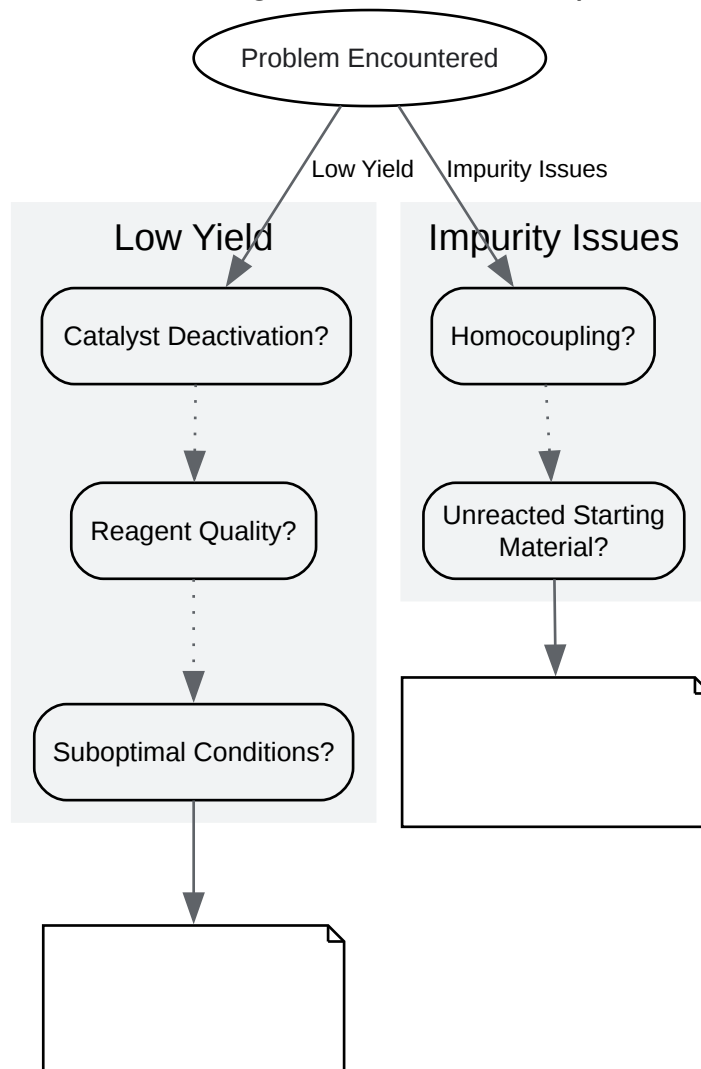 Problem Encountered
Low Yield
Impurity Issues
Low Yield
Impurity Issues
Catalyst Deactivation?
Homocoupling?
Reagent Quality?
Unreacted Starting
Material?
Suboptimal Conditions?